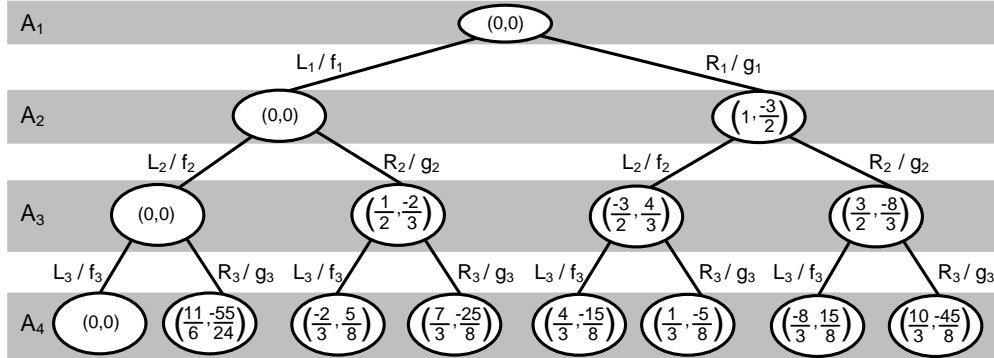 A₁ (0,0)
L₁ / f₁ R₁ / g₁
A₂ (0,0) (1, -3/2)
L₂ / f₂ R₂ / g₂ L₂ / f₂ R₂ / g₂
A₃ (0,0) (1/2, -2/3) (-3/2, 4/3) (3/2, -8/3)
L₃ / f₃ R₃ / g₃ L₃ / f₃ R₃ / g₃ L₃ / f₃ R₃ / g₃ L₃ / f₃ R₃ / g₃
A₄ (0,0) (11/6, -55/24) (-2/3, 5/8) (7/3, -25/8) (4/3, -15/8) (1/3, -5/8) (-8/3, 15/8) (10/3, -45/8)